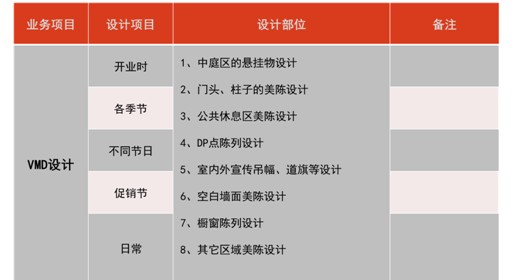 业务项目 设计项目 设计部位 备注
开业时
各季节
不同节日
VMD设计
促销节
日常
1、中庭区的悬挂物设计
2、门头、柱子的美陈设计
3、公共休息区美陈设计
4、DP点陈列设计
5、室内外宣传吊幅、道旗等设计
6、空白墙面美陈设计
7、橱窗陈列设计
8、其它区域美陈设计